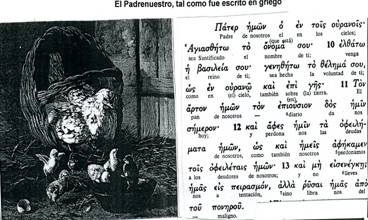 El Padrenuestro, tal como fue escrito en griego
Πάτερ ἡμῶν ὁ ἐν τοῖς οὐρανοῖς·
Padre de nosotros el en los cielos;
(que está)
Ἁγιασθήτω τὸ ὄνομά σου· 10 ἐλθάτω
sea Santificado el nombre de ti; venga
ἡ βασιλεία σου· γενηθήτω τὸ θέλημά σου,
el reino de ti; sea hecha la voluntad de ti;
ὡς ἐν οὐρανῷ καὶ ἐπὶ γῆς· 11 Τὸν
como en (el) cielo, también sobre (la) tierra. El
ἄρτον ἡμῶν τὸν ἐπιούσιον δὸς ἡμῖν
pan de nosotros diario da nos
σήμερον· 12 καὶ ἄφες ἡμῖν τὰ ὀφειλή-
hoy; y perdona nos las deudas
ματα ἡμῶν, ὡς καὶ ἡμεῖς ἀφήκαμεν
de nosotros, como también nosotros perdonamos
τοῖς ὀφειλέταις ἡμῶν· 13 καὶ μὴ εἰσενέγκῃς
a los deudores de nosotros; y no lleves
ἡμᾶς εἰς πειρασμόν, ἀλλὰ ῥῦσαι ἡμᾶς ἀπὸ
nos a tentación, sino libra nos del
τοῦ πονηροῦ.
maligno.